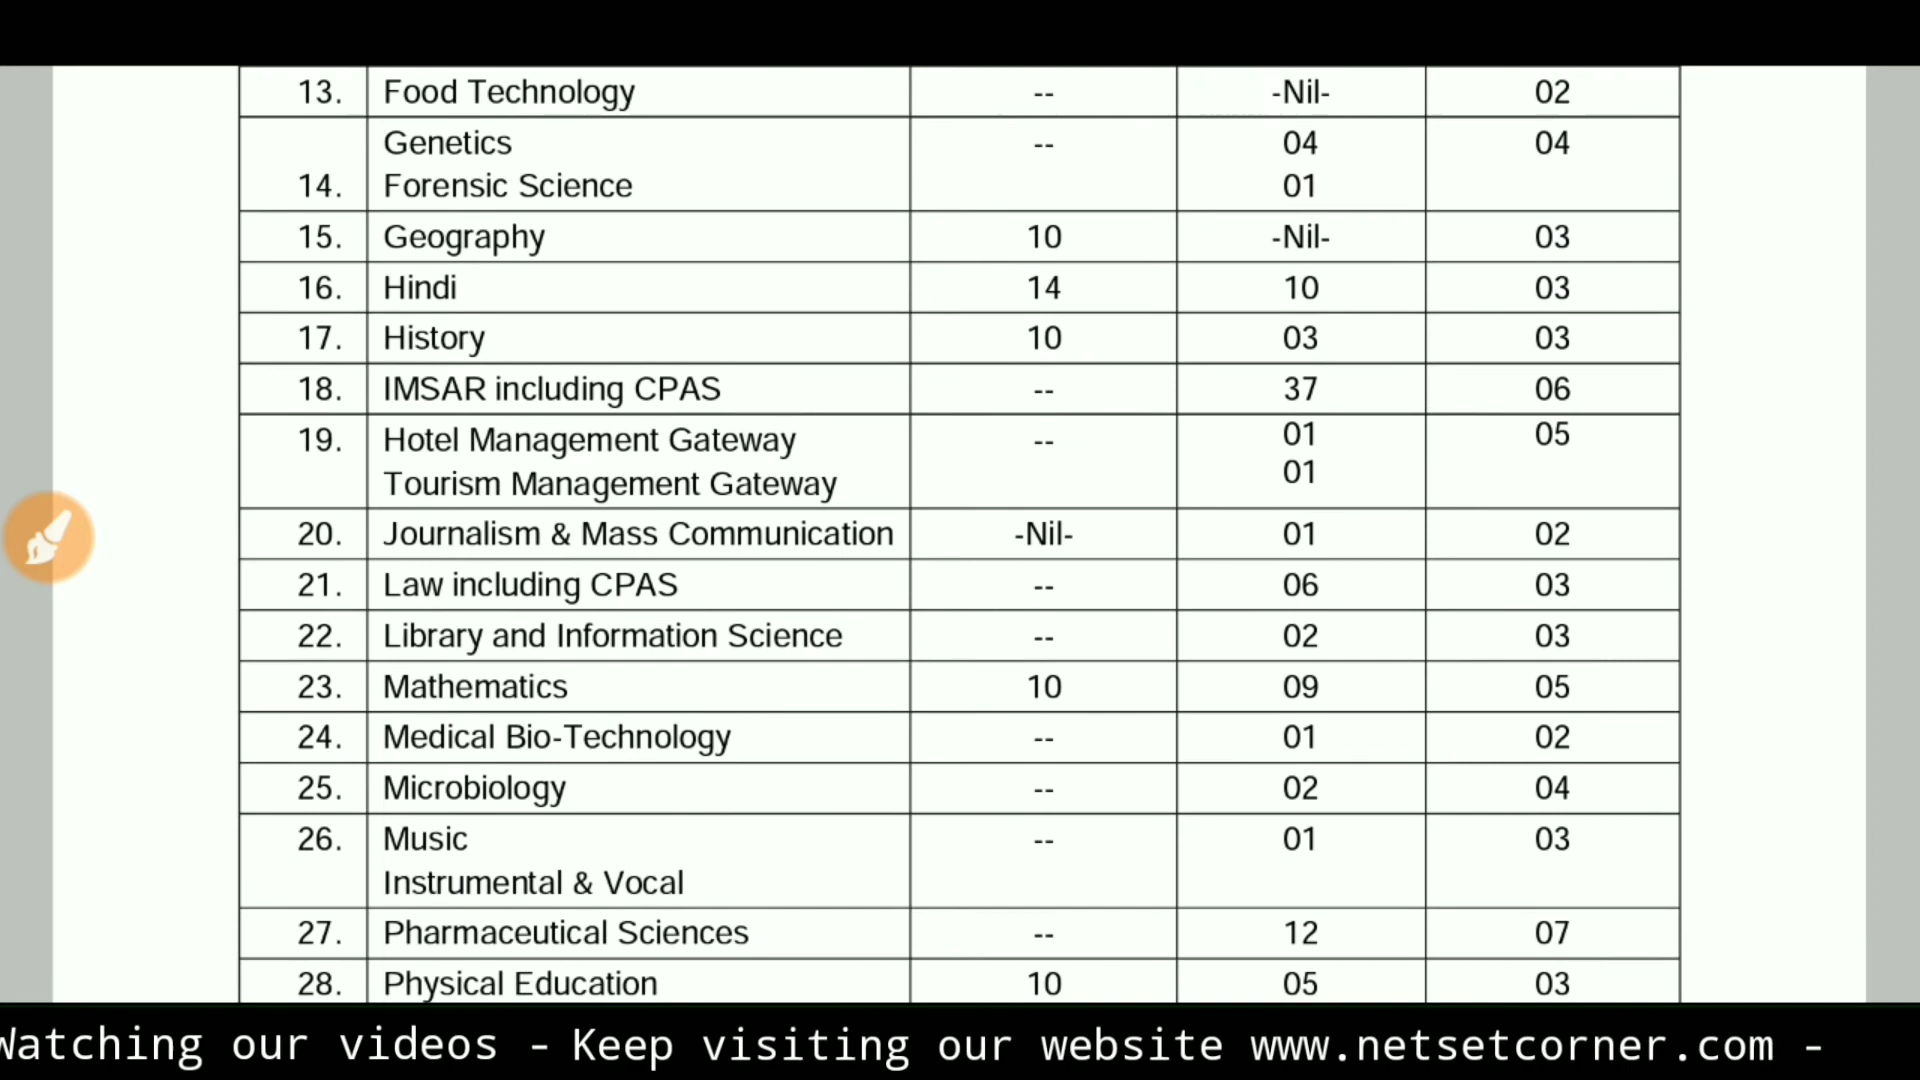 13. Food Technology -- -Nil- 02
Genetics -- 04 04
14. Forensic Science 01
15. Geography 10 -Nil- 03
16. Hindi 14 10 03
17. History 10 03 03
18. IMSAR including CPAS -- 37 06
19. Hotel Management Gateway -- 01 05
Tourism Management Gateway 01
20. Journalism & Mass Communication -Nil- 01 02
21. Law including CPAS -- 06 03
22. Library and Information Science -- 02 03
23. Mathematics 10 09 05
24. Medical Bio-Technology -- 01 02
25. Microbiology -- 02 04
26. Music -- 01 03
Instrumental & Vocal
27. Pharmaceutical Sciences -- 12 07
28. Physical Education 10 05 03
Watching our videos - Keep visiting our website www.netsetcorner.com -